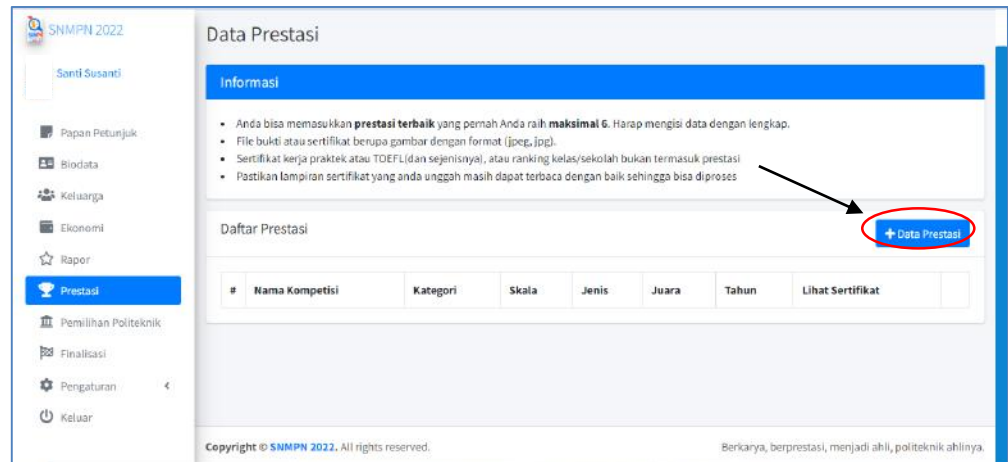 SNMPN 2022
Santi Susanti
Papan Petunjuk
Biodata
Keluarga
Ekonomi
Rapor
Prestasi
Pemilihan Politeknik
Finalisasi
Pengaturan
Keluar
Data Prestasi
Informasi
Anda bisa memasukkan prestasi terbaik yang pernah Anda raih maksimal 6. Harap mengisi data dengan lengkap.
File bukti atau sertifikat berupa gambar dengan format (jpeg, jpg).
Sertifikat kerja praktek atau TOEFL(dan sejenisnya), atau ranking kelas/sekolah bukan termasuk prestasi
Pastikan lampiran sertifikat yang anda unggah masih dapat terbaca dengan baik sehingga bisa diproses
Daftar Prestasi
+ Data Prestasi
# Nama Kompetisi Kategori Skala Jenis Juara Tahun Lihat Sertifikat
Copyright © SNMPN 2022. All rights reserved.
Berkarya, berprestasi, menjadi ahli, politeknik ahlinya.